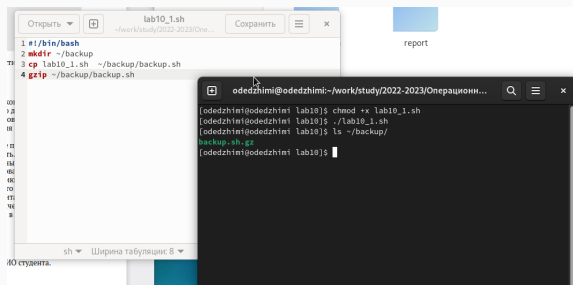 Открыть
lab10_1.sh
~/work/study/2022-2023/Опе...
Сохранить
1 #!/bin/bash
2 mkdir ~/backup
3 cp lab10_1.sh ~/backup/backup.sh
4 gzip ~/backup/backup.sh
report
odedzhimi@odedzhimi:~/work/study/2022-2023/Операционн...
[odedzhimi@odedzhimi lab10]$ chmod +x lab10_1.sh
[odedzhimi@odedzhimi lab10]$ ./lab10_1.sh
[odedzhimi@odedzhimi lab10]$ ls ~/backup/
backup.sh.gz
[odedzhimi@odedzhimi lab10]$
sh Ширина табуляции: 8
ИО студента.